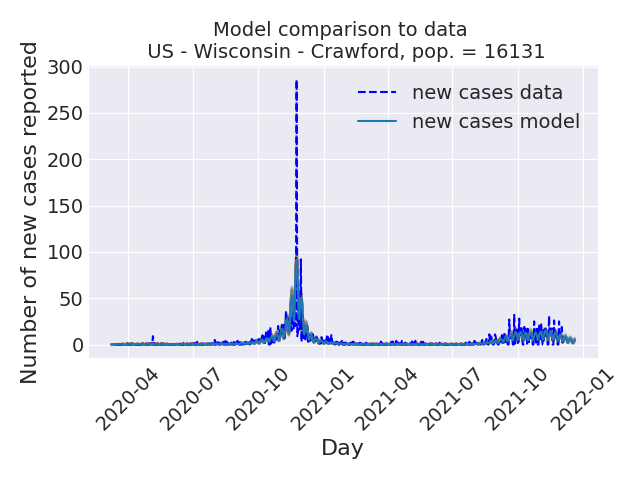 Model comparison to data
US - Wisconsin - Crawford, pop. = 16131
Number of new cases reported
300
250
200
150
100
50
0
new cases data
new cases model
2020-04
2020-07
2020-10
2021-01
2021-04
2021-07
2021-10
2022-01
Day